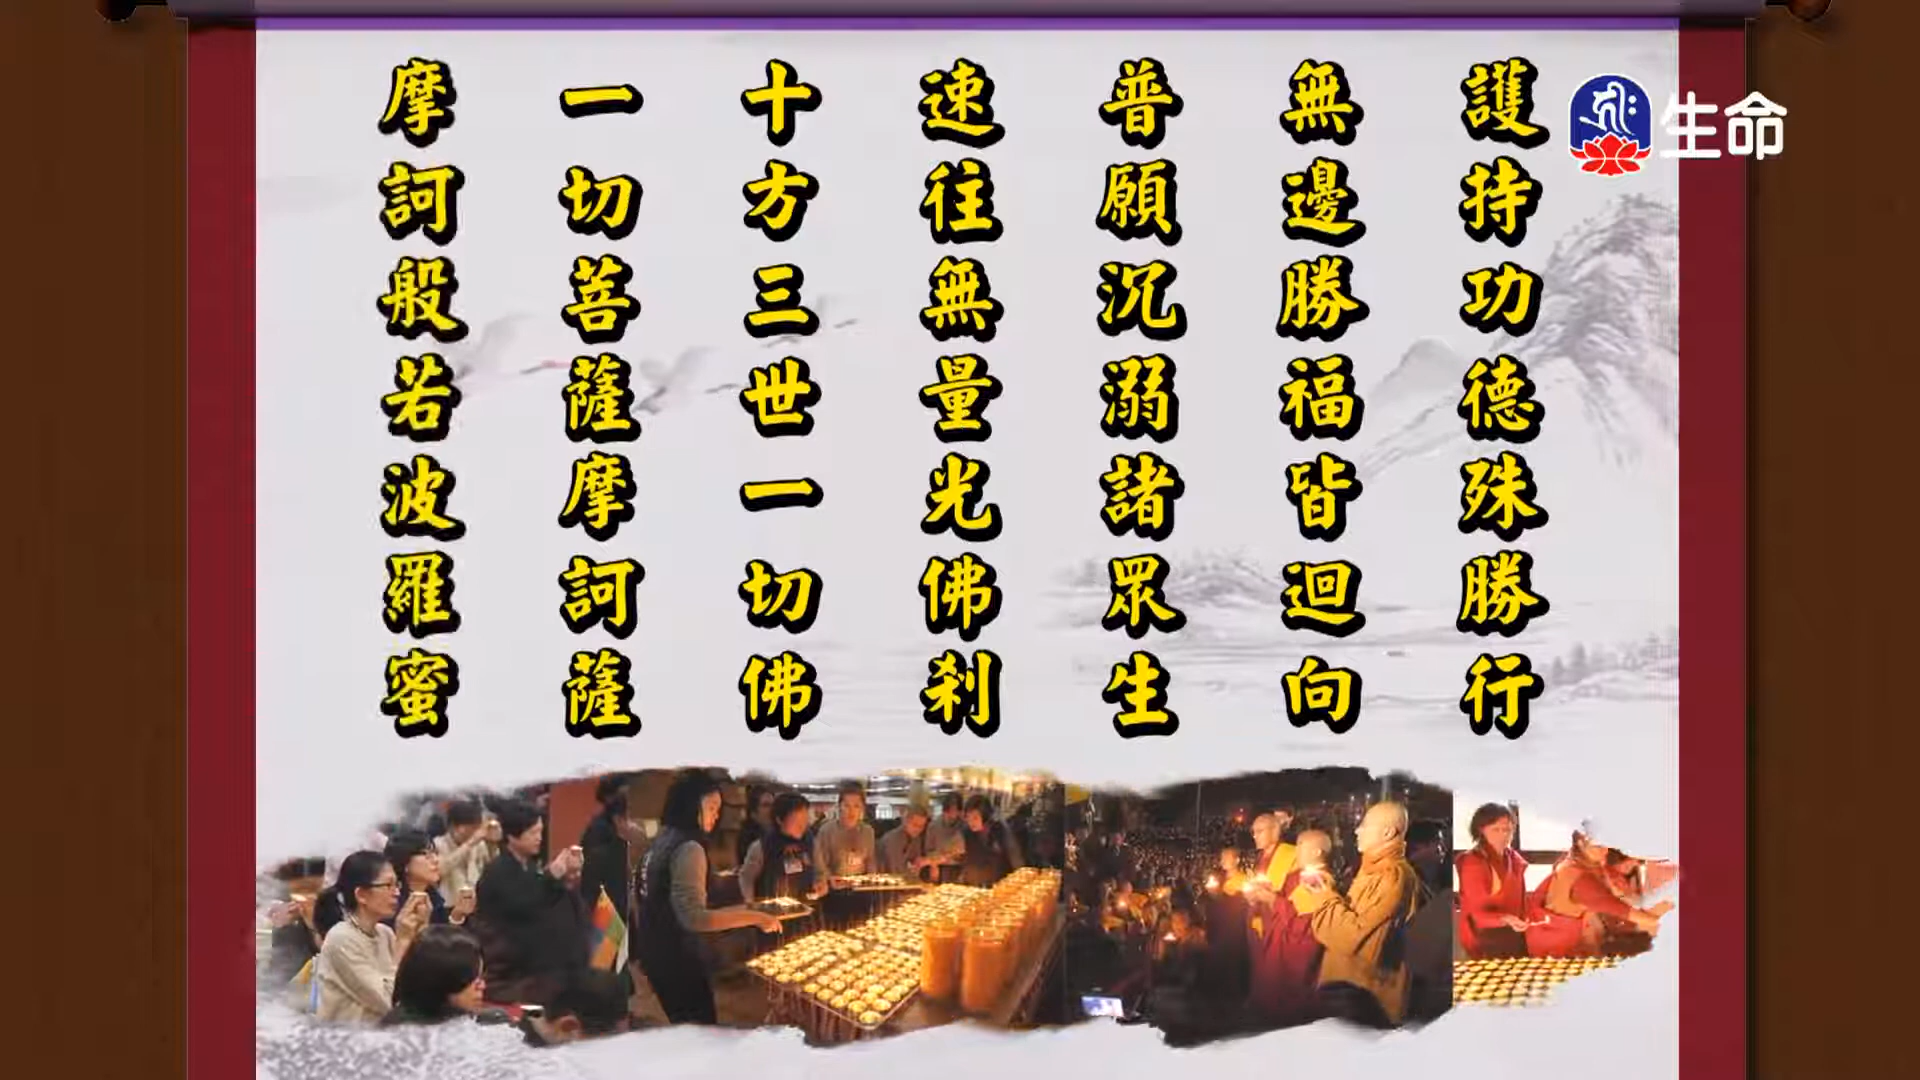 護持功德殊勝行
無邊勝福皆迴向
普願沉溺諸眾生
速往無量光佛剎
十方三世一切佛
一切菩薩摩訶薩
摩訶般若波羅蜜
生命